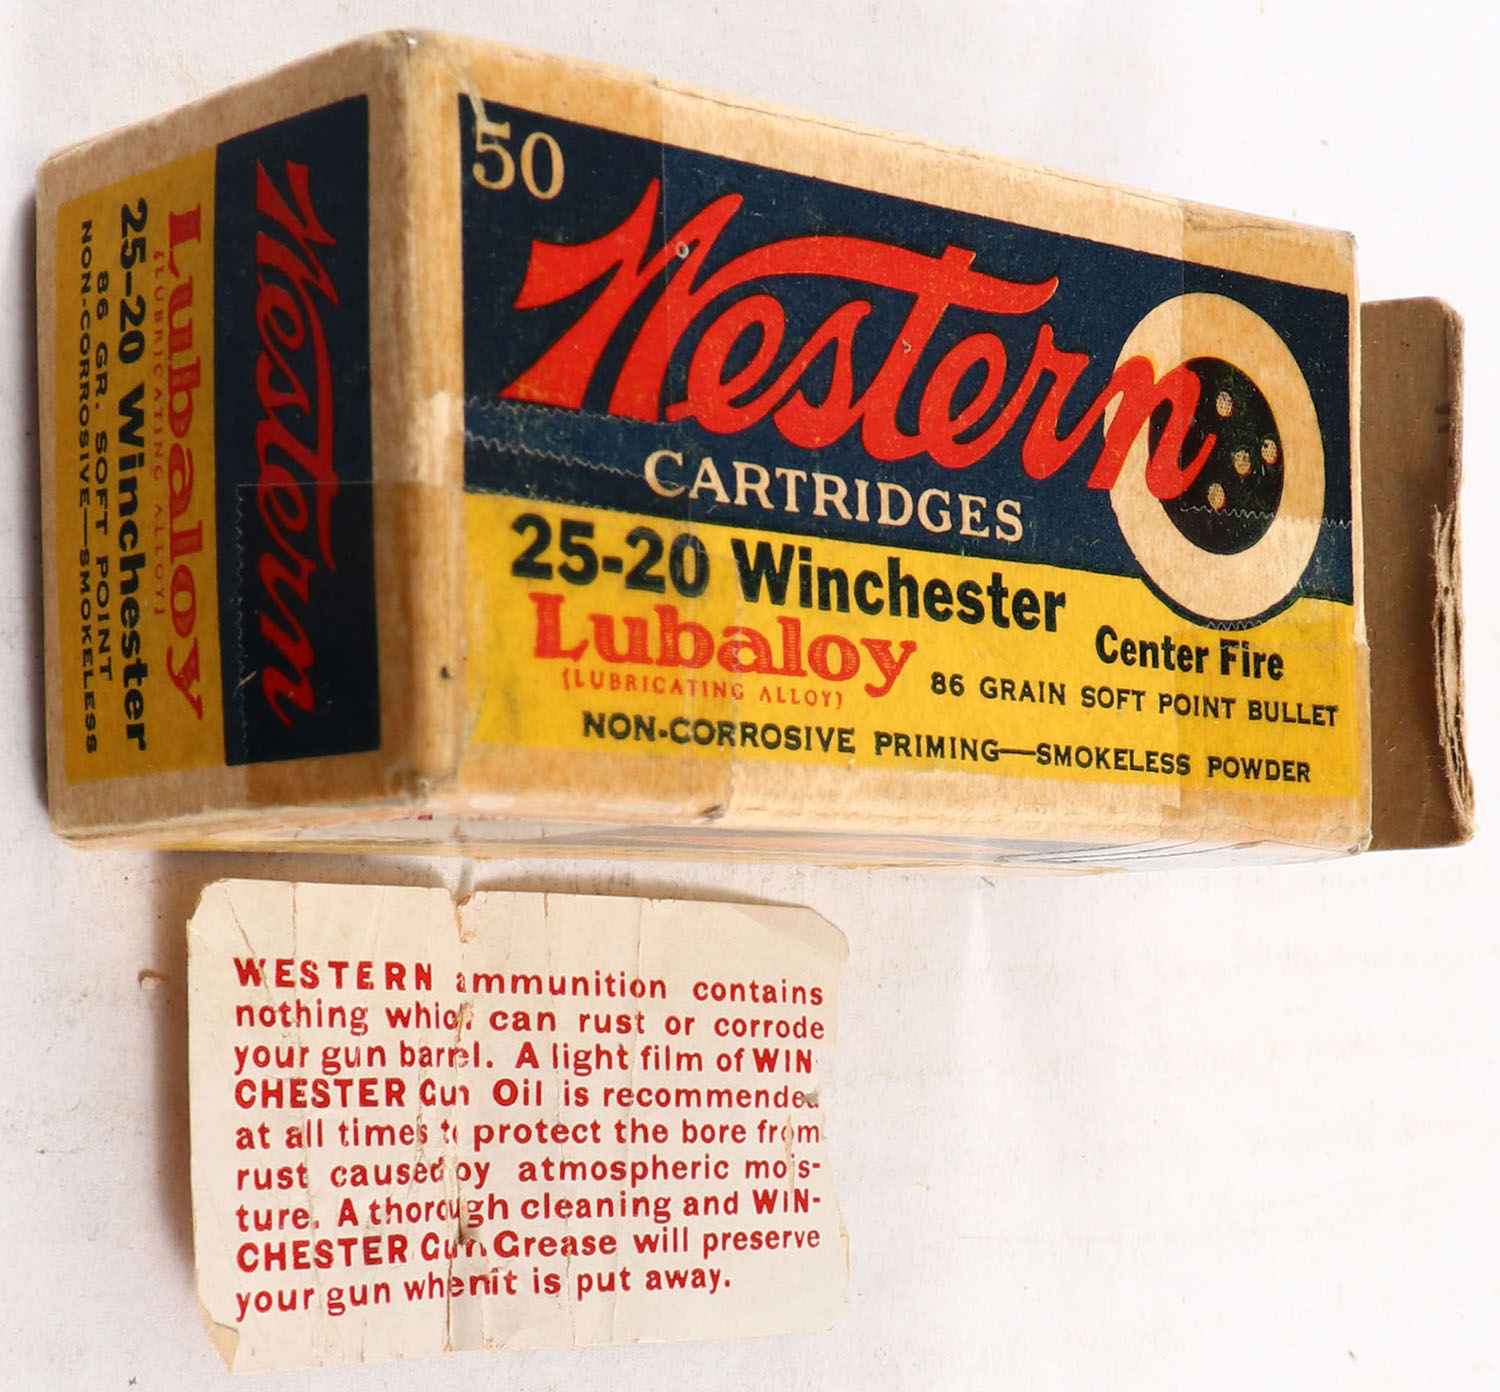 50
Western
CARTRIDGES
25-20 Winchester
Center Fire
Lubaloy
(LUBRICATING ALLOY)
86 GRAIN SOFT POINT BULLET
NON-CORROSIVE PRIMING—SMOKELESS POWDER
Western
Lubaloy
(LUBRICATING ALLOY)
25-20 Winchester
86 GR. SOFT POINT
NON-CORROSIVE—SMOKELESS
WESTERN ammunition contains
nothing which can rust or corrode
your gun barrel. A light film of WIN-
CHESTER Gun Oil is recommended
at all times to protect the bore from
rust caused by atmospheric mois-
ture. A thorough cleaning and WIN-
CHESTER Gun Grease will preserve
your gun when it is put away.